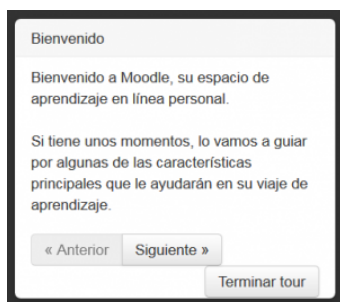 Bienvenido
Bienvenido a Moodle, su espacio de
aprendizaje en línea personal.
Si tiene unos momentos, lo vamos a guiar
por algunas de las características
principales que le ayudarán en su viaje de
aprendizaje.
« Anterior Siguiente »
Terminar tour